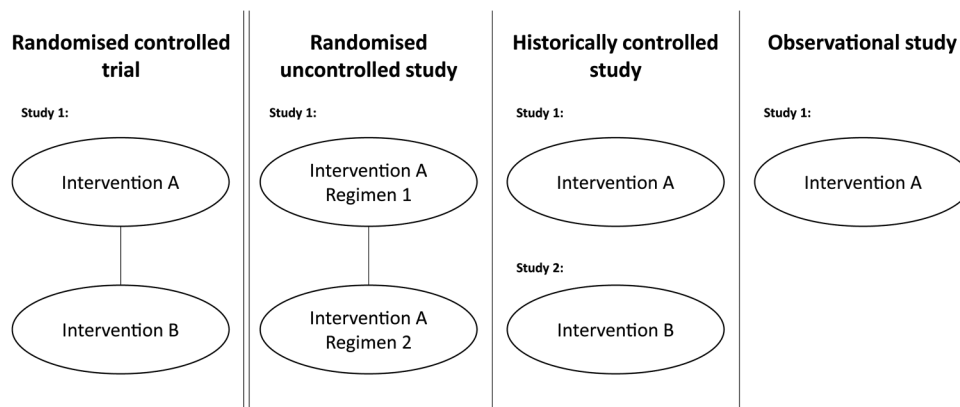 Randomised controlled
trial
Study 1:
Intervention A
Intervention B
Randomised
uncontrolled study
Study 1:
Intervention A
Regimen 1
Intervention A
Regimen 2
Historically controlled
study
Study 1:
Intervention A
Study 2:
Intervention B
Observational study
Study 1:
Intervention A